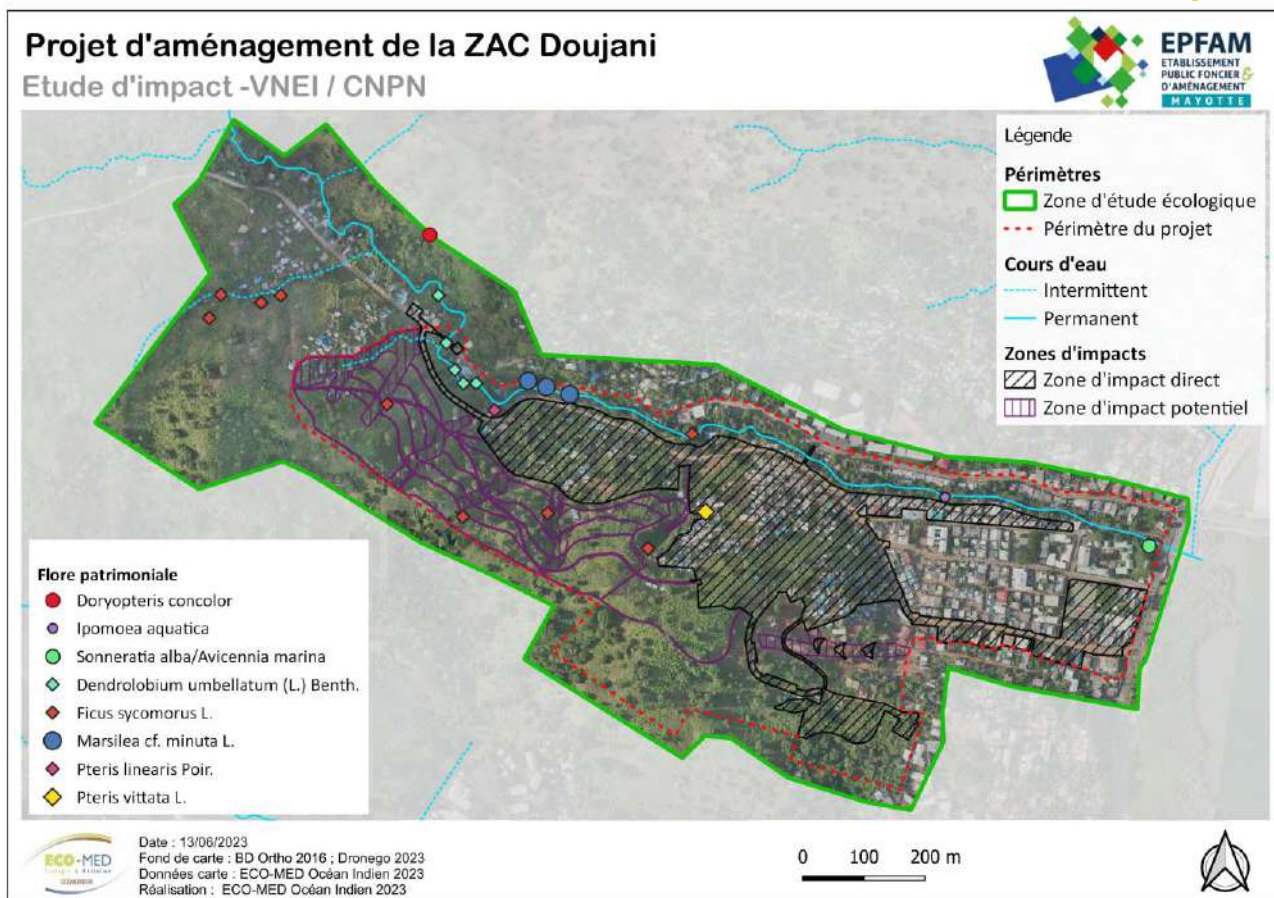 Projet d'aménagement de la ZAC Doujani
Etude d'impact -VNEI / CNPN
EPFAM
ETABLISSEMENT
PUBLIC FONCIER &
D'AMÉNAGEMENT
MAYOTTE
Légende
Périmètres
Zone d'étude écologique
Périmètre du projet
Cours d'eau
Intermittent
Permanent
Zones d'impacts
Zone d'impact direct
Zone d'impact potentiel
Flore patrimoniale
Doryopteris concolor
Ipomoea aquatica
Sonneratia alba/Avicennia marina
Dendrolobium umbellatum (L.) Benth.
Ficus sycomorus L.
Marsilea cf. minuta L.
Pteris linearis Poir.
Pteris vittata L.
ECO-MED
OCÉAN INDIEN
Date : 13/06/2023
Fond de carte : BD Ortho 2016 ; Dronego 2023
Données carte : ECO-MED Océan Indien 2023
Réalisation : ECO-MED Océan Indien 2023
0 100 200 m